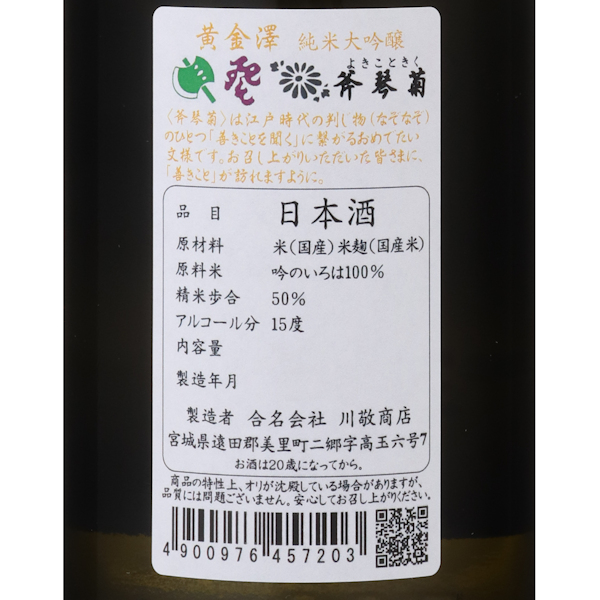 黄金澤 純米大吟醸
よきことぎく
斧琴菊
〈斧琴菊〉は江戸時代の判じ物(なぞなぞ)
のひとつ「善きことを聞く」に繋がるおめでたい
文様です。お召し上がりいただいた皆さまに、
「善きこと」が訪れますように。
品目 日本酒
原材料 米(国産)米麹(国産米)
原料米 吟のいろは100%
精米歩合 50%
アルコール分 15度
内容量
製造年月
製造者 合名会社 川敬商店
宮城県遠田郡美里町二郷字高玉六号7
お酒は20歳になってから。
商品の特性上、オリが沈殿している場合がありますが、
品質には問題ございません。安心してお召し上がりください。
4 900976 457203